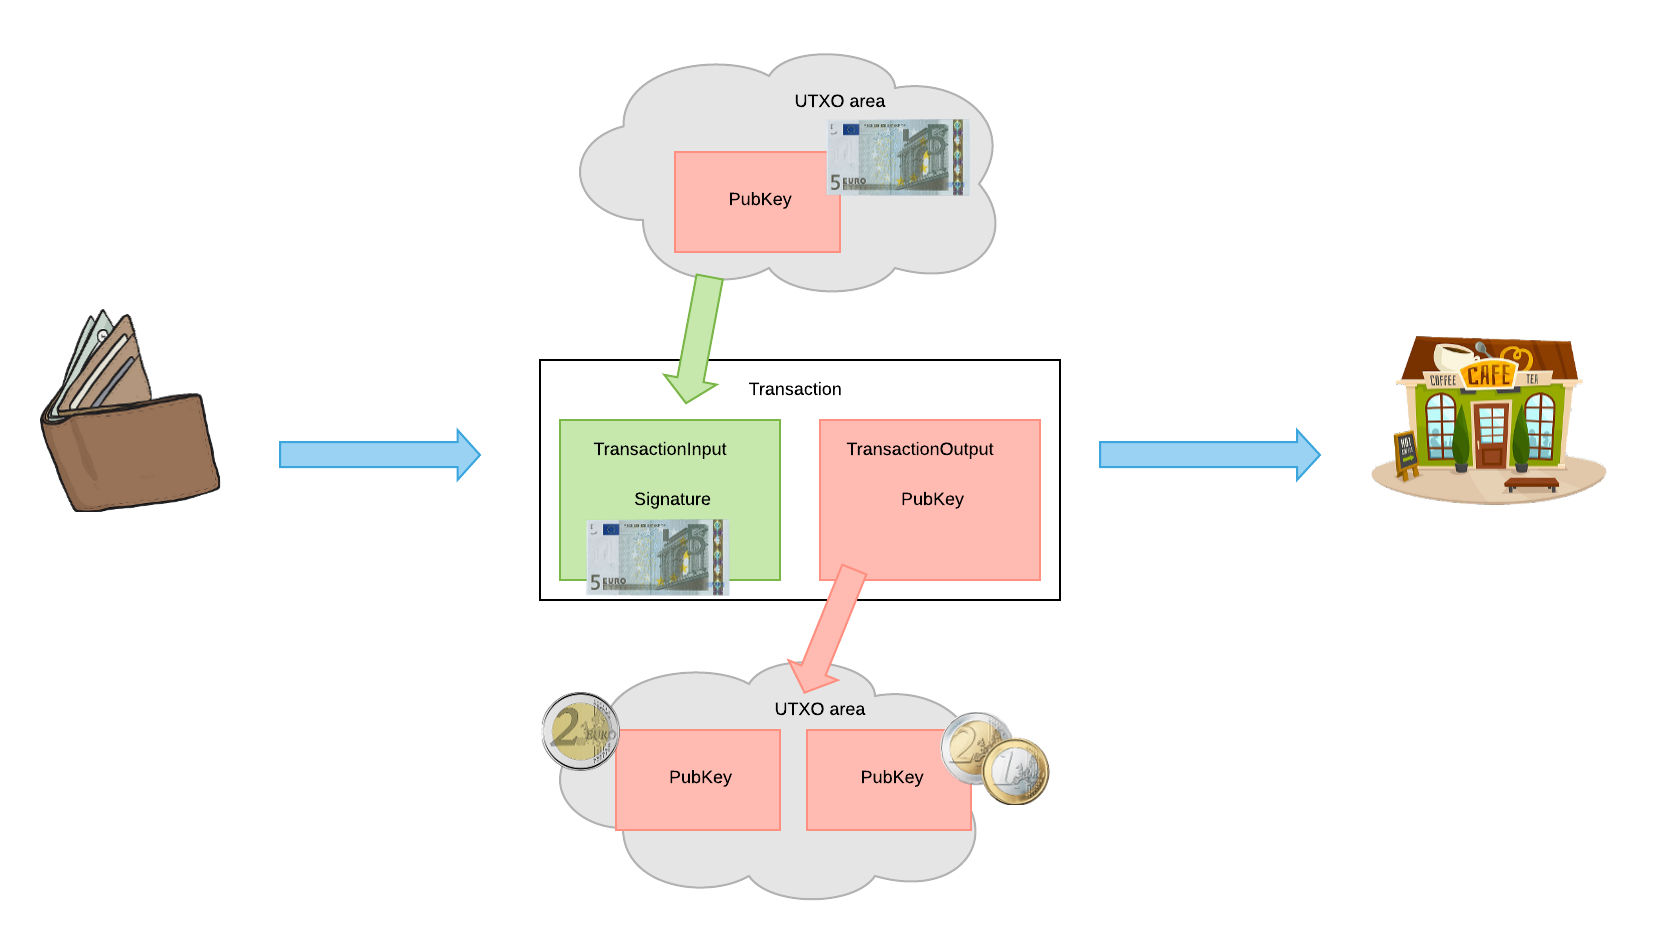 UTXO area
5 EURO
PubKey
Transaction
TransactionInput
TransactionOutput
Signature
PubKey
5 EURO
COFFEE
CAFE
TEA
HOT
UTXO area
2 EURO
PubKey
PubKey
2
1